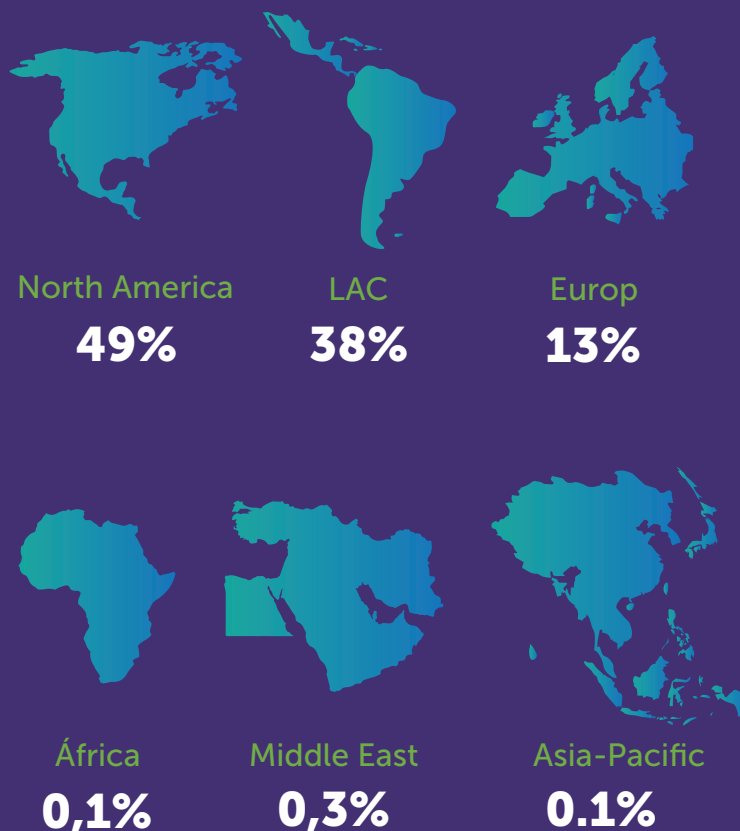 North America LAC Europ
49% 38% 13%
África Middle East Asia-Pacific
0,1% 0,3% 0.1%